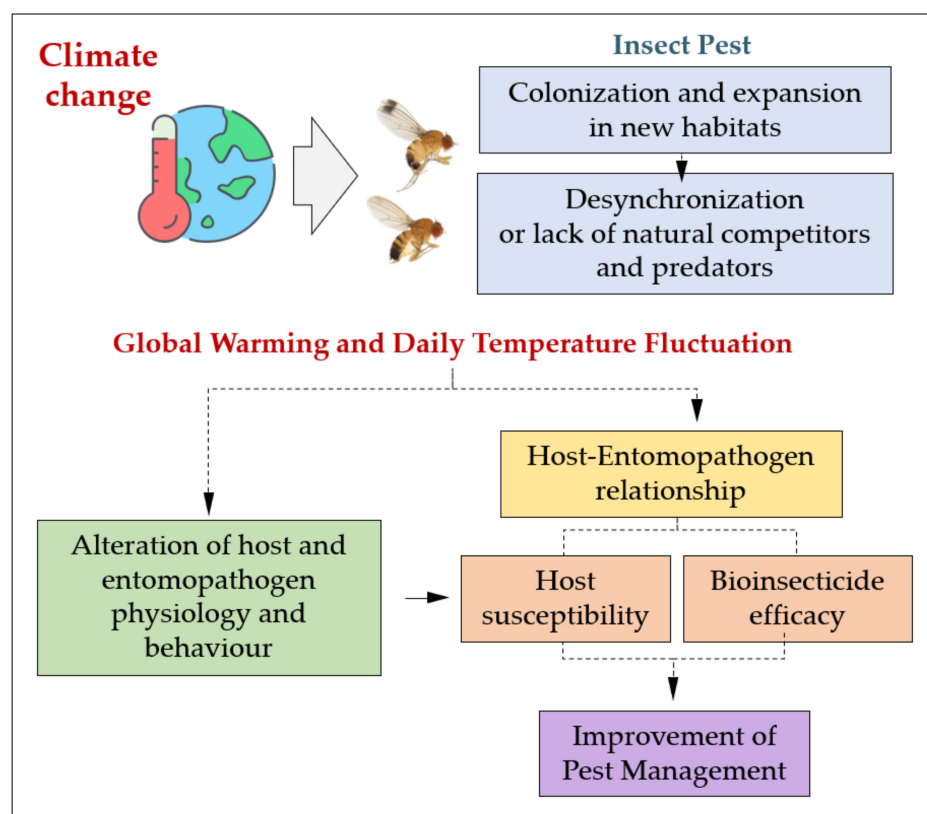 Climate
change
Insect Pest
Colonization and expansion
in new habitats
Desynchronization
or lack of natural competitors
and predators
Global Warming and Daily Temperature Fluctuation
Host-Entomopathogen
relationship
Alteration of host and
entomopathogen
physiology and
behaviour
Host
susceptibility
Bioinsecticide
efficacy
Improvement of
Pest Management